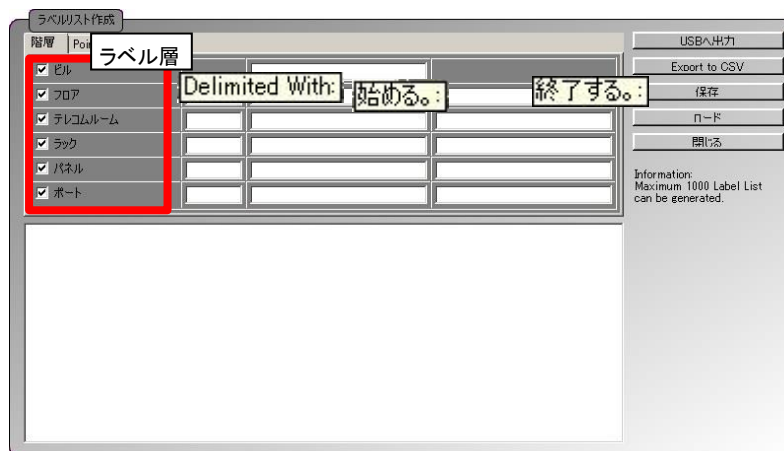 ラベルリスト作成
階層
Poi
ラベル層
USBへ出力
ビル
Export to CSV
Delimited With:
始める。:
終了する。:
フロア
保存
テレコムルーム
ロード
ラック
閉じる
パネル
Information:
Maximum 1000 Label List
can be generated.
ポート